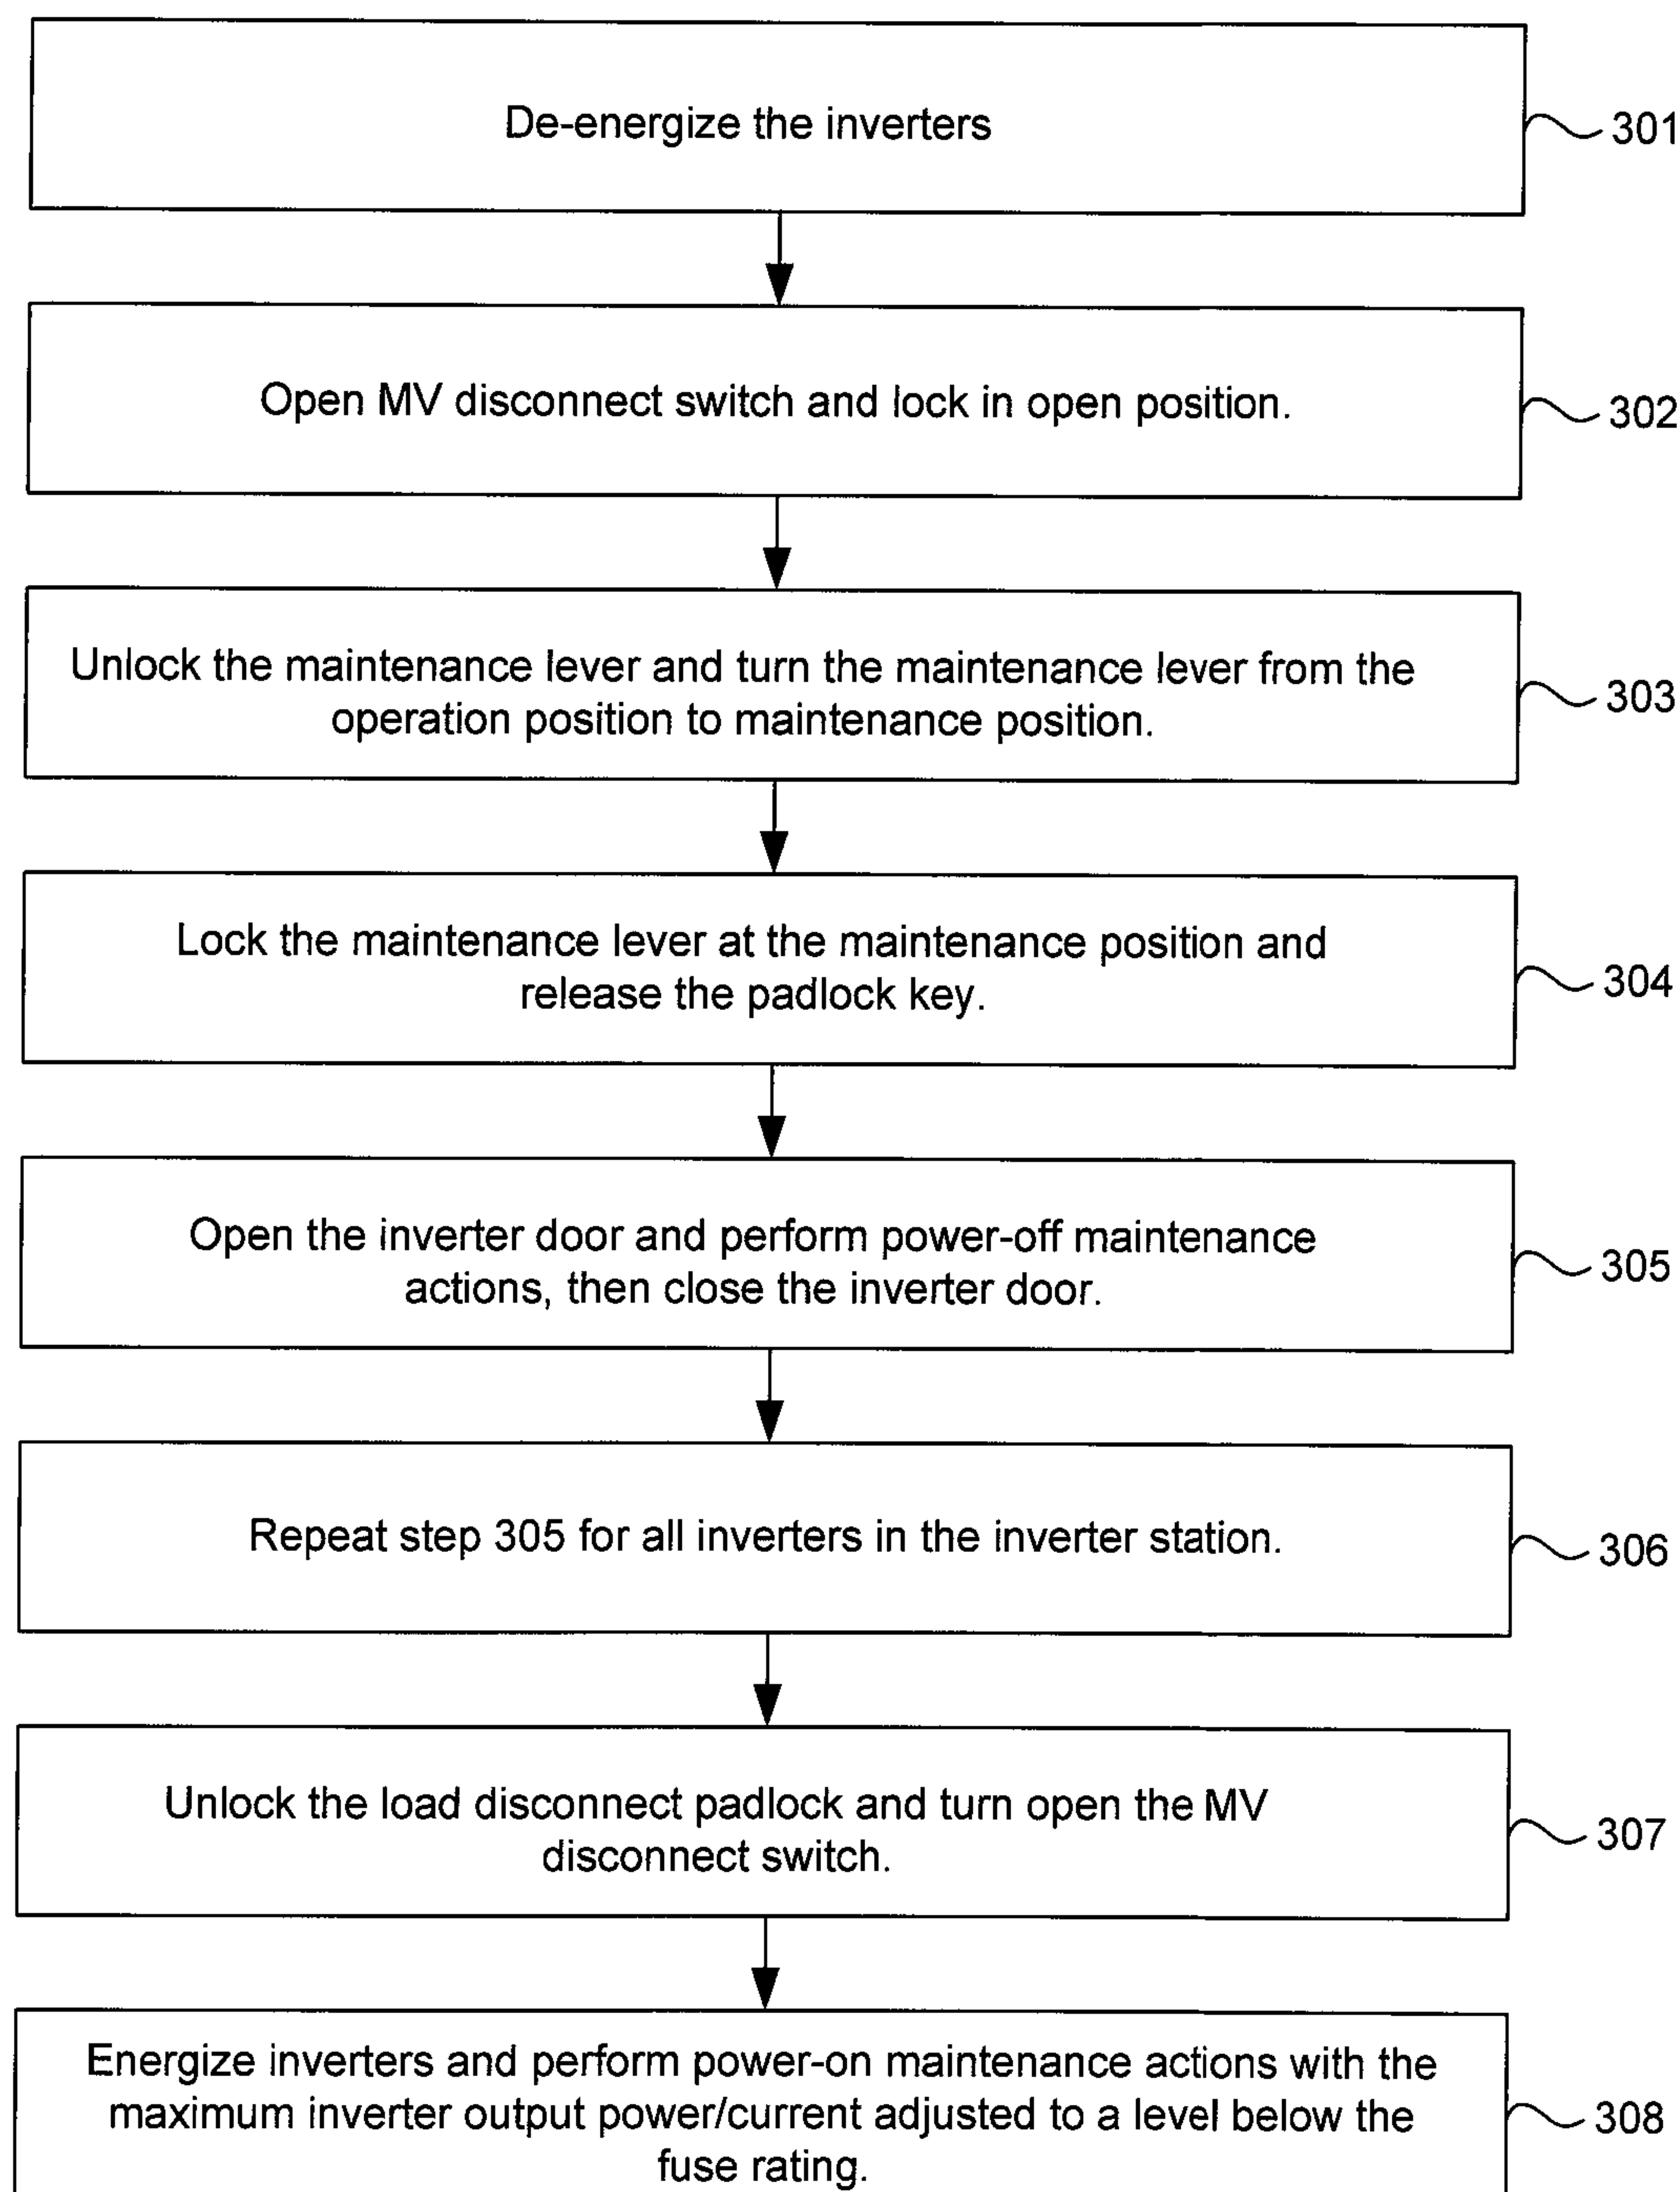 De-energize the inverters
301
Open MV disconnect switch and lock in open position.
302
Unlock the maintenance lever and turn the maintenance lever from the
operation position to maintenance position.
303
Lock the maintenance lever at the maintenance position and
release the padlock key.
304
Open the inverter door and perform power-off maintenance
actions, then close the inverter door.
305
Repeat step 305 for all inverters in the inverter station.
306
Unlock the load disconnect padlock and turn open the MV
disconnect switch.
307
Energize inverters and perform power-on maintenance actions with the
maximum inverter output power/current adjusted to a level below the
fuse rating.
308